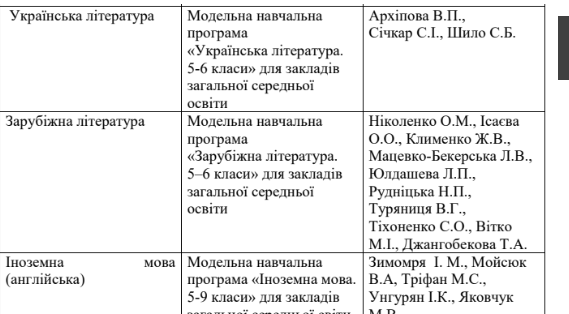 Українська література
Модельна навчальна
програма
«Українська література.
5-6 класи» для закладів
загальної середньої
освіти
Архіпова В.П.,
Січкар С.І., Шило С.Б.
Зарубіжна література
Модельна навчальна
програма
«Зарубіжна література.
5–6 класи» для закладів
загальної середньої
освіти
Ніколенко О.М., Ісаєва
О.О., Клименко Ж.В.,
Мацевко-Бекерська Л.В.,
Юлдашева Л.П.,
Рудніцька Н.П.,
Туряниця В.Г.,
Тіхоненко С.О., Вітко
М.І., Джангобекова Т.А.
Іноземна мова
(англійська)
Модельна навчальна
програма «Іноземна мова.
5-9 класи» для закладів
загальної середньої освіти
Зимомря І. М., Мойсюк
В.А, Тріфан М.С.,
Унгурян І.К., Яковчук
М.В.